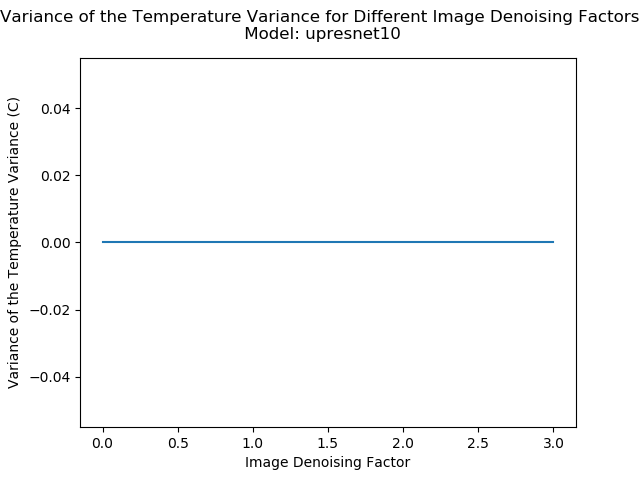 Variance of the Temperature Variance for Different Image Denoising Factors
Model: upresnet10
Variance of the Temperature Variance (C)
0.04
0.02
0.00
−0.02
−0.04
0.0 0.5 1.0 1.5 2.0 2.5 3.0
Image Denoising Factor